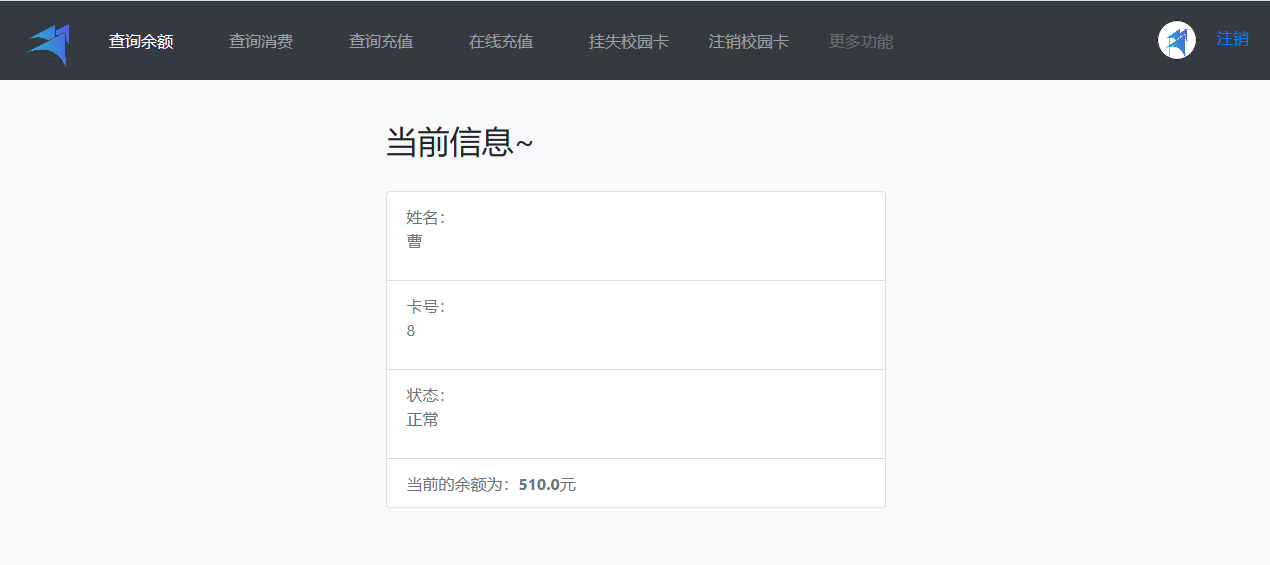 查询余额 查询消费 查询充值 在线充值 挂失校园卡 注销校园卡 更多功能 注销
当前信息~
姓名：
曹
卡号：
8
状态：
正常
当前的余额为：510.0元